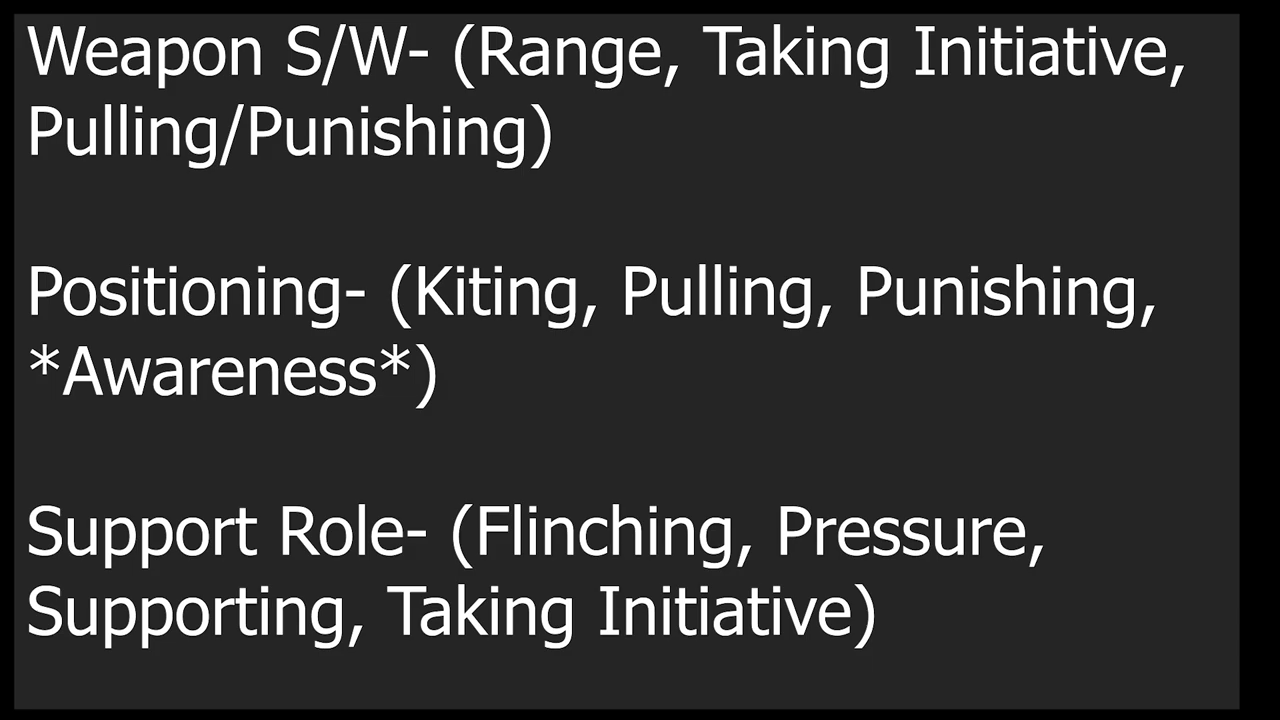 Weapon S/W- (Range, Taking Initiative,
Pulling/Punishing)
Positioning- (Kiting, Pulling, Punishing,
*Awareness*)
Support Role- (Flinching, Pressure,
Supporting, Taking Initiative)